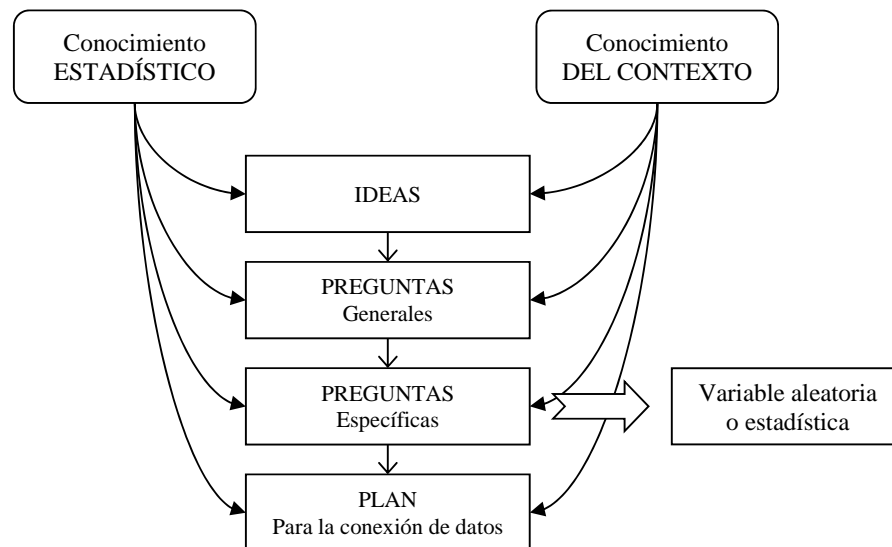 Conocimiento
ESTADÍSTICO
Conocimiento
DEL CONTEXTO
IDEAS
PREGUNTAS
Generales
PREGUNTAS
Específicas
Variable aleatoria
o estadística
PLAN
Para la conexión de datos